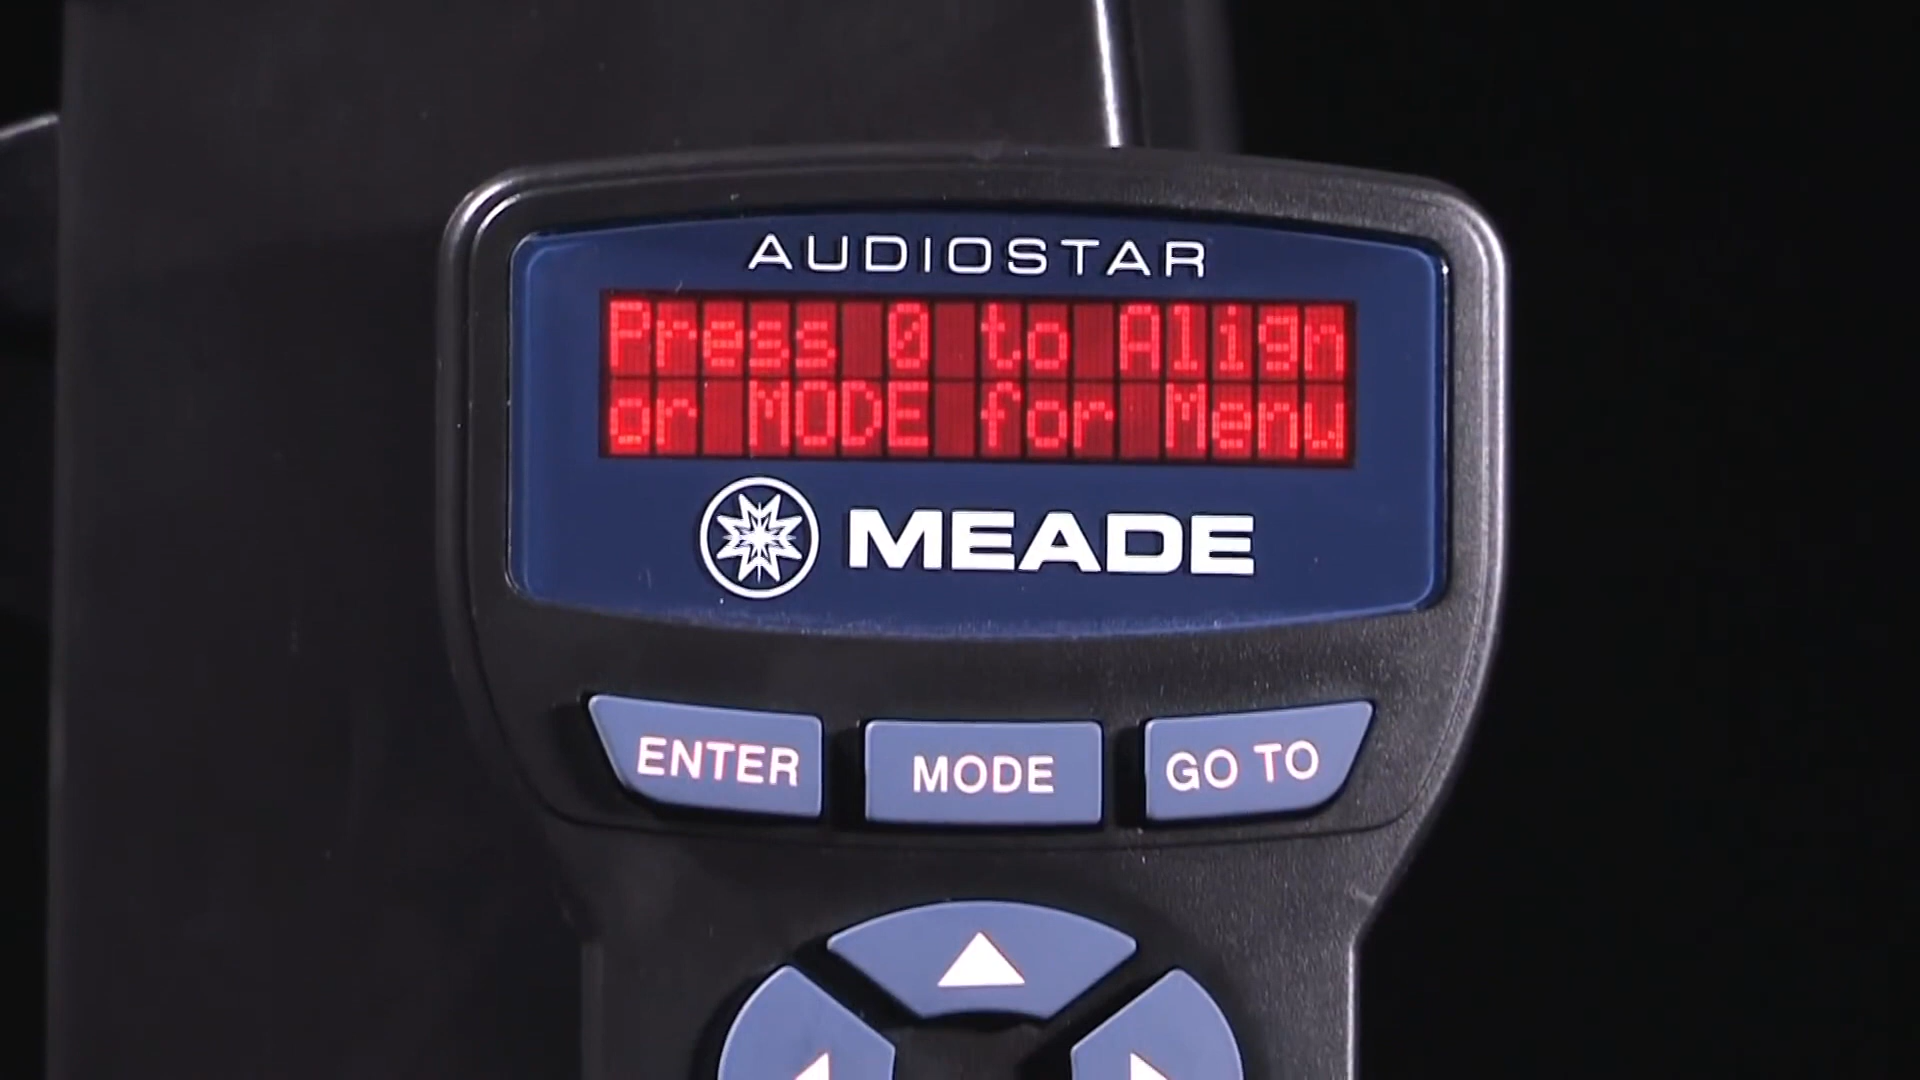 AUDIOSTAR
Press 0 to Align
or MODE for Menu
MEADE
ENTER
MODE
GO TO